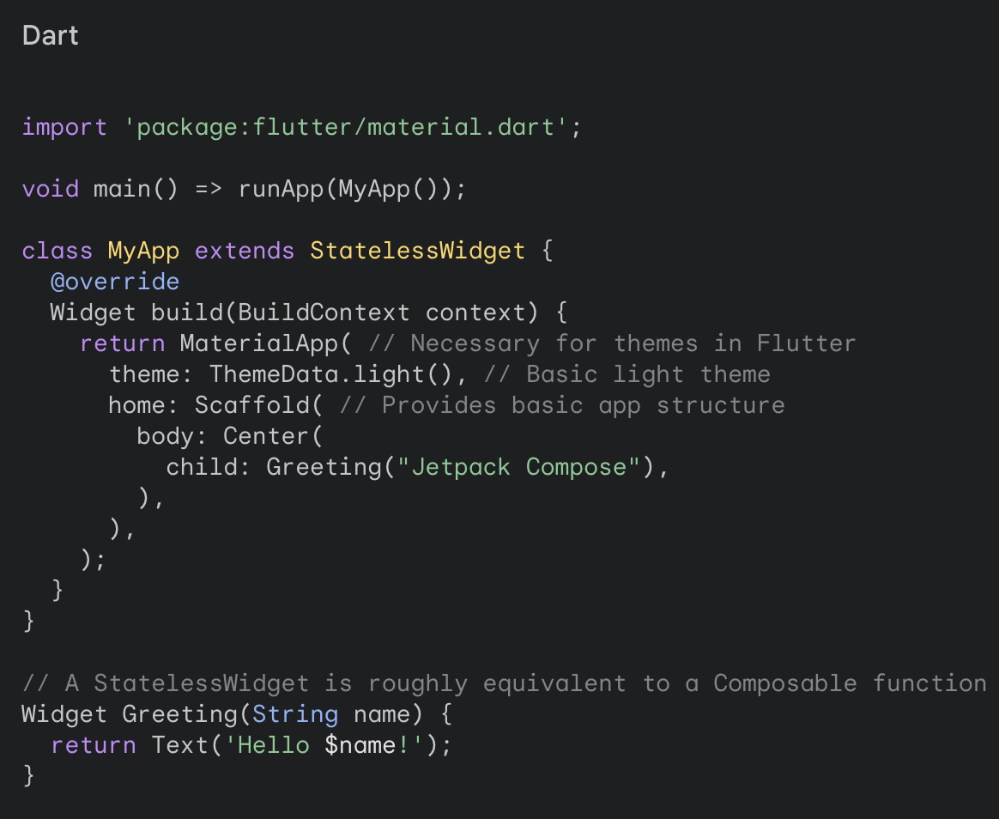 Dart
import 'package:flutter/material.dart';
void main() => runApp(MyApp());
class MyApp extends StatelessWidget {
  @override
  Widget build(BuildContext context) {
    return MaterialApp( // Necessary for themes in Flutter
      theme: ThemeData.light(), // Basic light theme
      home: Scaffold( // Provides basic app structure
        body: Center(
          child: Greeting("Jetpack Compose"),
        ),
      ),
    );
  }
}
// A StatelessWidget is roughly equivalent to a Composable function
Widget Greeting(String name) {
  return Text('Hello $name!');
}